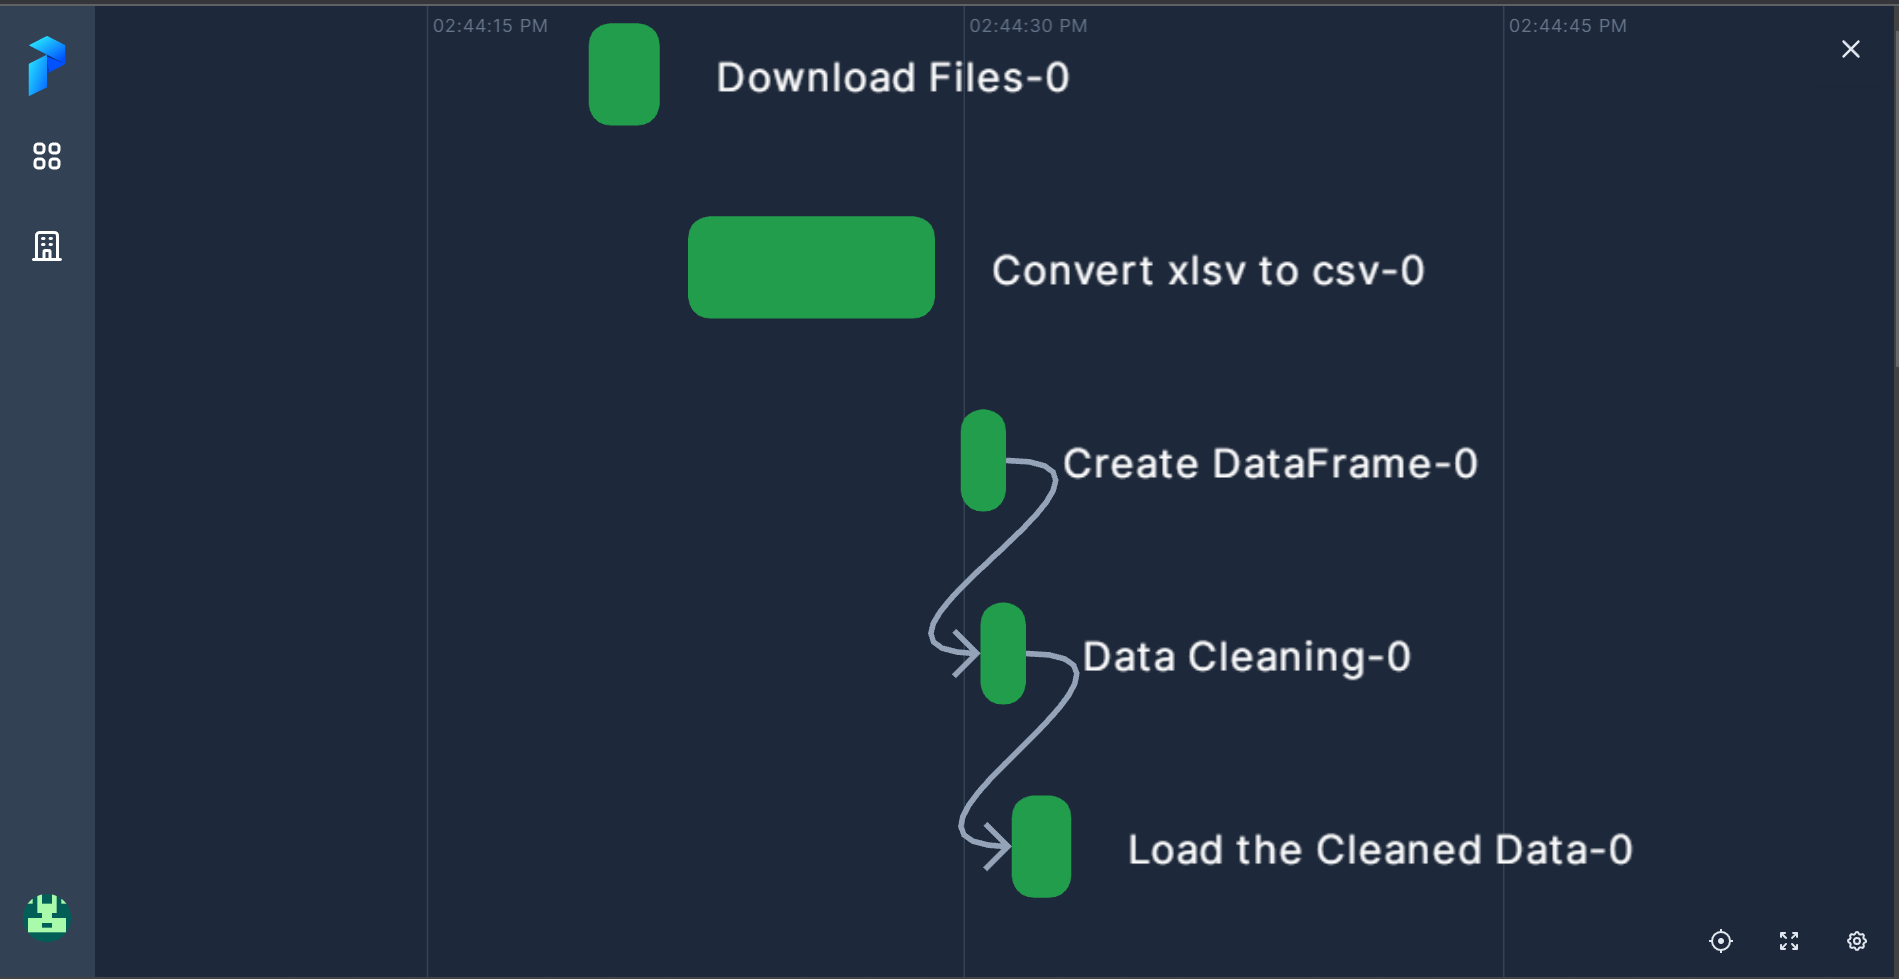 02:44:15 PM
02:44:30 PM
02:44:45 PM
Download Files-0
Convert xlsv to csv-0
Create DataFrame-0
Data Cleaning-0
Load the Cleaned Data-0